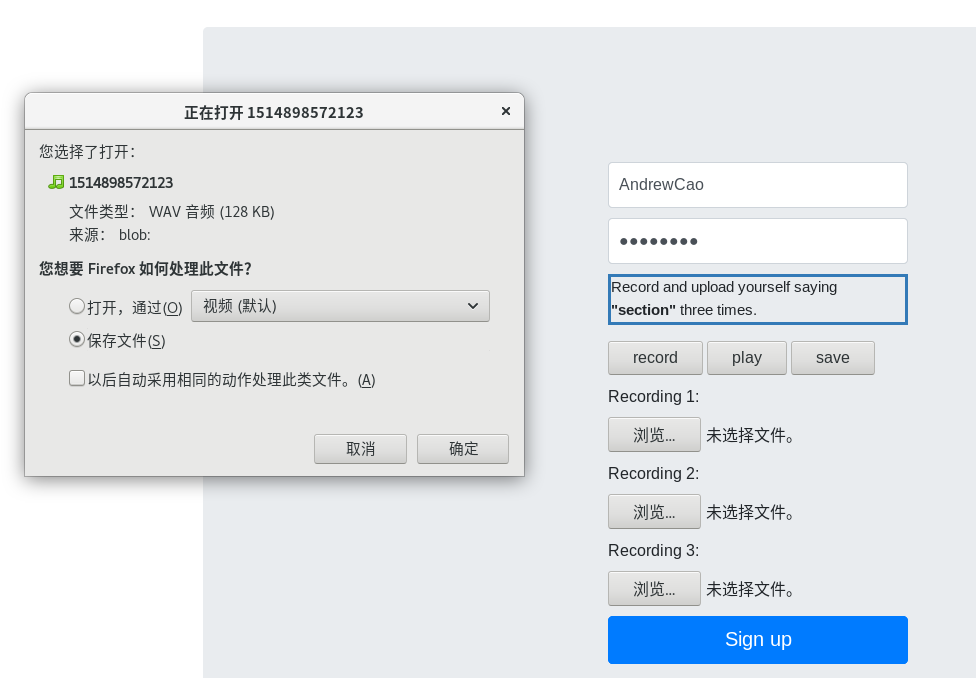 正在打开 1514898572123
×
您选择了打开：
1514898572123
文件类型： WAV 音频 (128 KB)
来源： blob:
您想要 Firefox 如何处理此文件?
打开，通过(O) 视频 (默认)
保存文件(S)
以后自动采用相同的动作处理此类文件。(A)
取消 确定
AndrewCao
●●●●●●●●
Record and upload yourself saying
"section" three times.
record play save
Recording 1:
浏览... 未选择文件。
Recording 2:
浏览... 未选择文件。
Recording 3:
浏览... 未选择文件。
Sign up